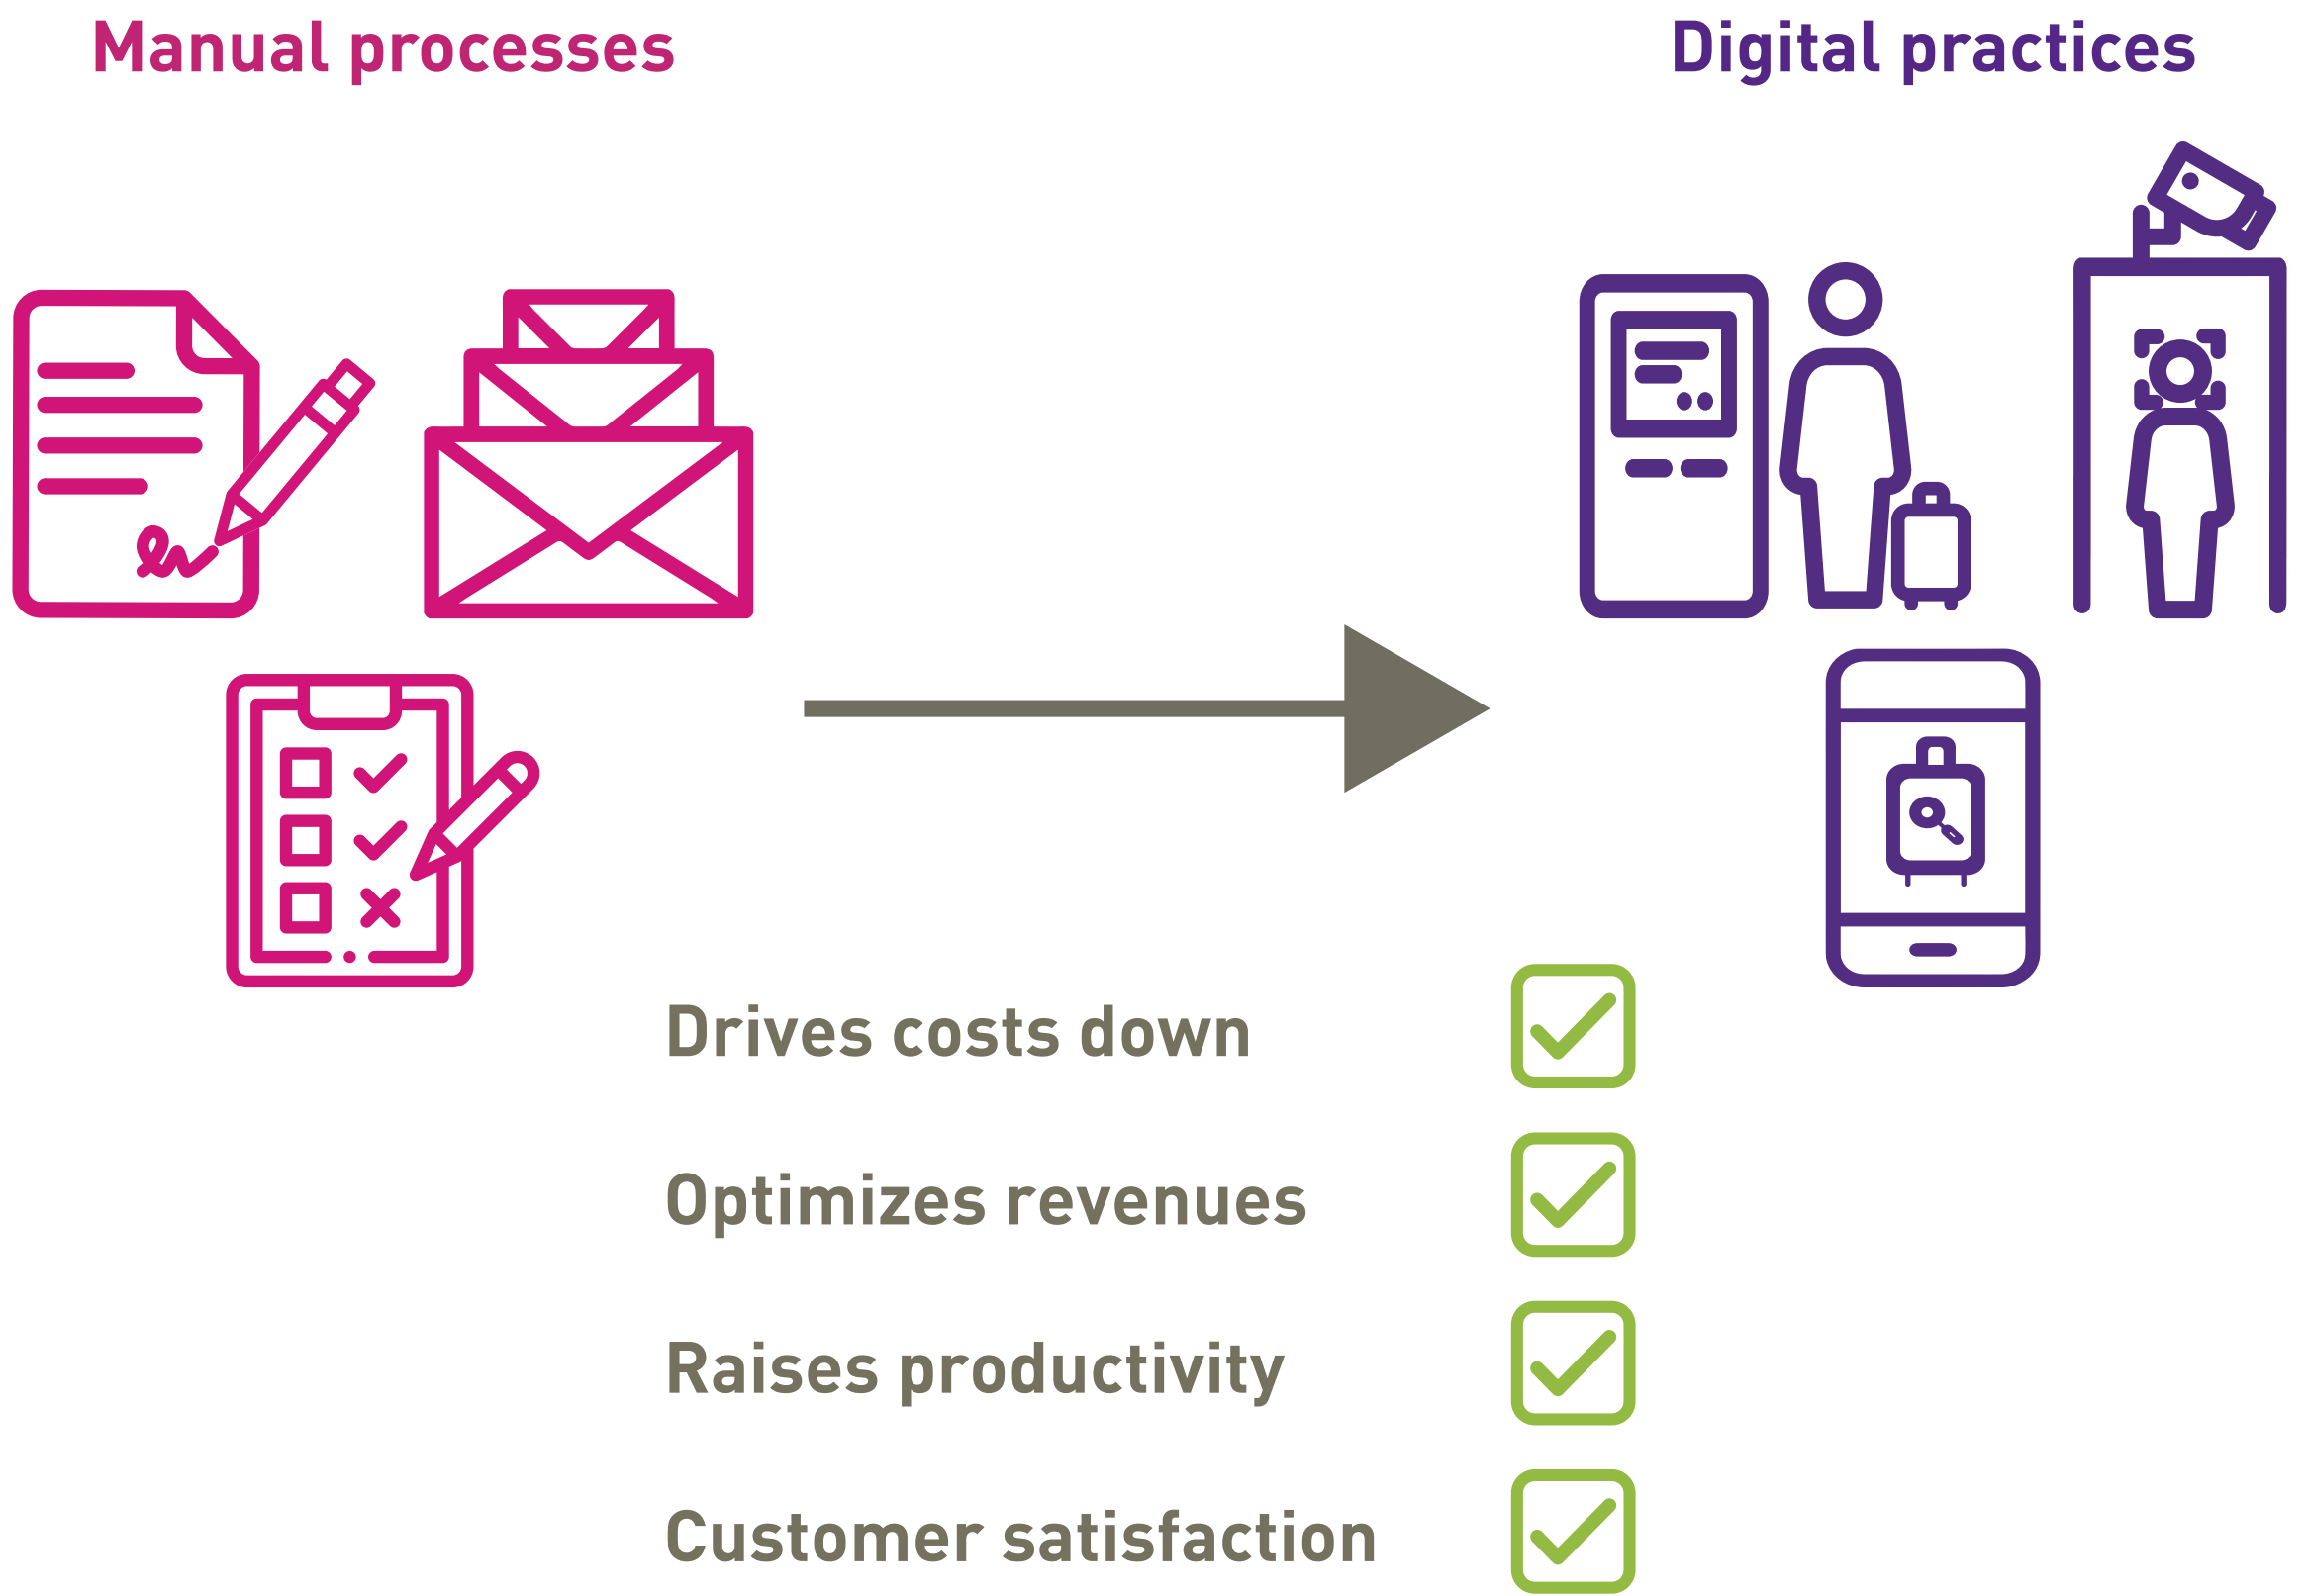 Manual processes
Digital practices
Drives costs down
Optimizes revenues
Raises productivity
Customer satisfaction